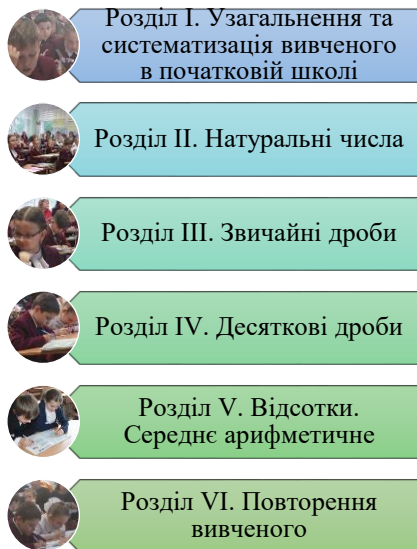 Розділ I. Узагальнення та
систематизація вивченого
в початковій школі
Розділ II. Натуральні числа
Розділ III. Звичайні дроби
Розділ IV. Десяткові дроби
Розділ V. Відсотки.
Середнє арифметичне
Розділ VI. Повторення
вивченого